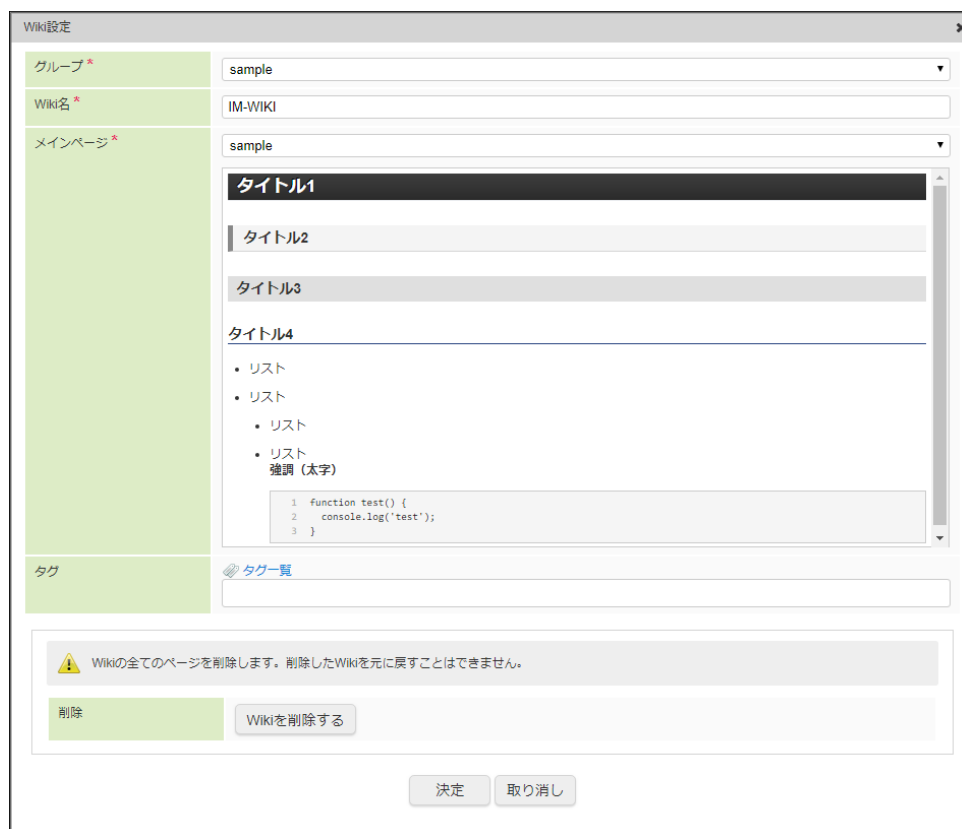 Wiki設定
グループ*
sample
Wiki名*
IM-WIKI
メインページ*
sample
タイトル1
タイトル2
タイトル3
タイトル4
• リスト
• リスト
• リスト
• リスト
強調（太字）
1 function test() {
2 console.log('test');
3 }
タグ
タグ一覧
Wikiの全てのページを削除します。削除したWikiを元に戻すことはできません。
削除
Wikiを削除する
決定 取り消し